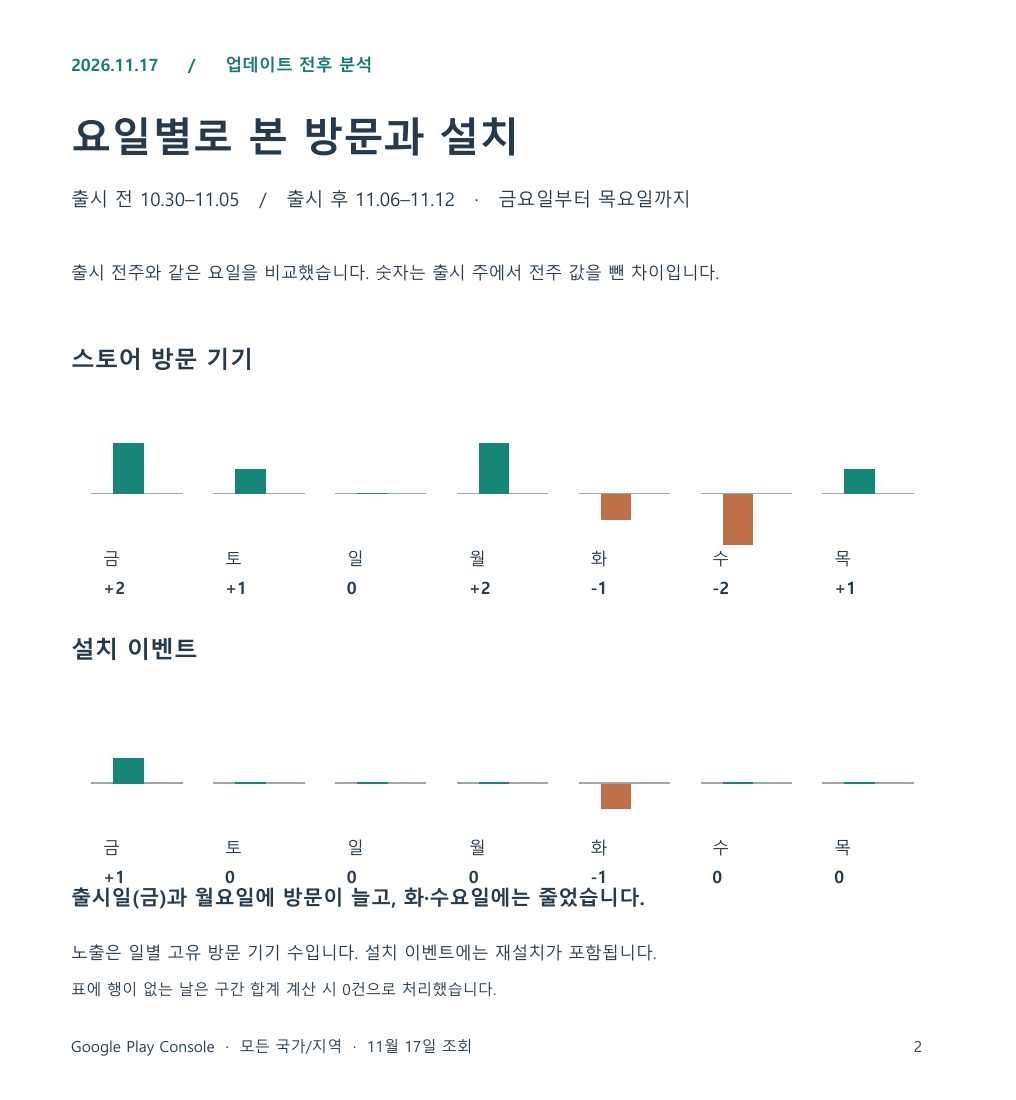 2026.11.17 / 업데이트 전후 분석
요일별로 본 방문과 설치
출시 전 10.30–11.05 / 출시 후 11.06–11.12 · 금요일부터 목요일까지
출시 전주와 같은 요일을 비교했습니다. 숫자는 출시 주에서 전주 값을 뺀 차이입니다.
스토어 방문 기기
금 토 일 월 화 수 목
+2 +1 0 +2 -1 -2 +1
설치 이벤트
금 토 일 월 화 수 목
+1 0 0 0 -1 0 0
출시일(금)과 월요일에 방문이 늘고, 화·수요일에는 줄었습니다.
노출은 일별 고유 방문 기기 수입니다. 설치 이벤트에는 재설치가 포함됩니다.
표에 행이 없는 날은 구간 합계 계산 시 0건으로 처리했습니다.
Google Play Console · 모든 국가/지역 · 11월 17일 조회 2